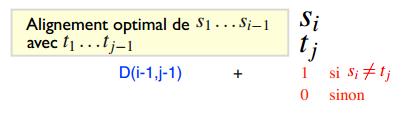 Alignement optimal de s₁ ... sᵢ₋₁ sᵢ
avec t₁ ... tⱼ₋₁ tⱼ
D(i-1,j-1) + 1 si sᵢ ≠ tⱼ
0 sinon